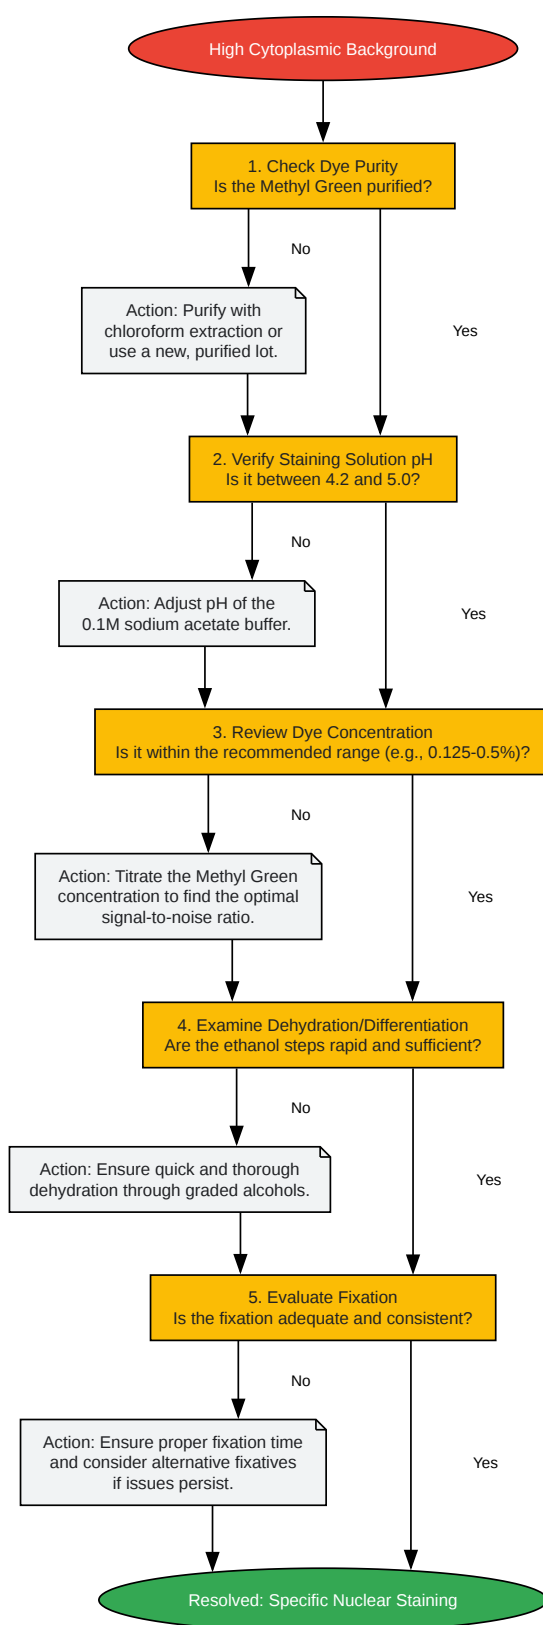 High Cytoplasmic Background
1. Check Dye Purity
Is the Methyl Green purified?
No
Action: Purify with
chloroform extraction or
use a new, purified lot.
Yes
2. Verify Staining Solution pH
Is it between 4.2 and 5.0?
No
Action: Adjust pH of the
0.1M sodium acetate buffer.
Yes
3. Review Dye Concentration
Is it within the recommended range (e.g., 0.125-0.5%)?
No
Action: Titrate the Methyl Green
concentration to find the optimal
signal-to-noise ratio.
Yes
4. Examine Dehydration/Differentiation
Are the ethanol steps rapid and sufficient?
No
Action: Ensure quick and thorough
dehydration through graded alcohols.
Yes
5. Evaluate Fixation
Is the fixation adequate and consistent?
No
Action: Ensure proper fixation time
and consider alternative fixatives
if issues persist.
Yes
Resolved: Specific Nuclear Staining